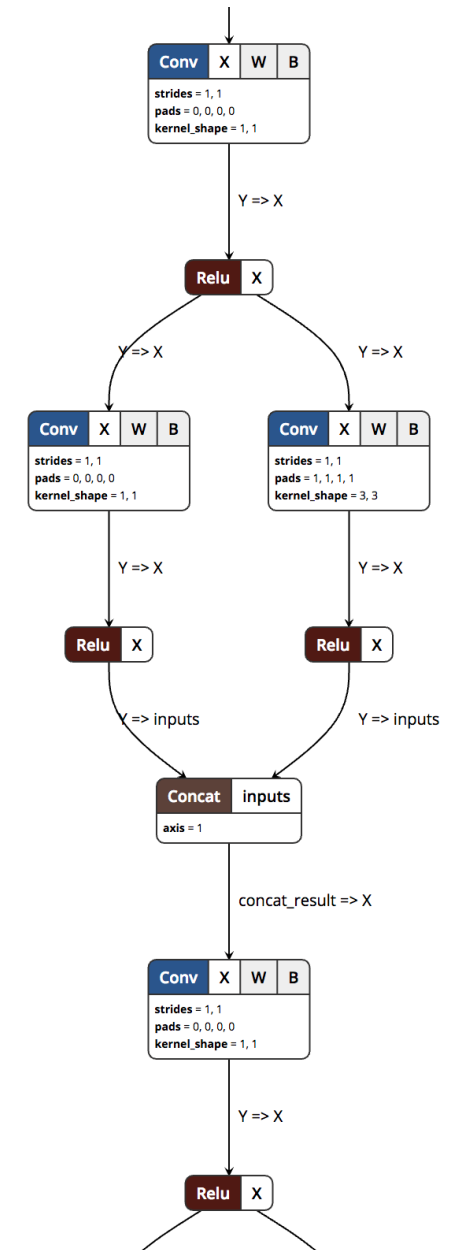 Conv X W B
strides = 1, 1
pads = 0, 0, 0, 0
kernel_shape = 1, 1
Y => X
Relu X
Y => X
Y => X
Conv X W B
strides = 1, 1
pads = 0, 0, 0, 0
kernel_shape = 1, 1
Conv X W B
strides = 1, 1
pads = 1, 1, 1, 1
kernel_shape = 3, 3
Y => X
Y => X
Relu X
Relu X
Y => inputs
Y => inputs
Concat inputs
axis = 1
concat_result => X
Conv X W B
strides = 1, 1
pads = 0, 0, 0, 0
kernel_shape = 1, 1
Y => X
Relu X